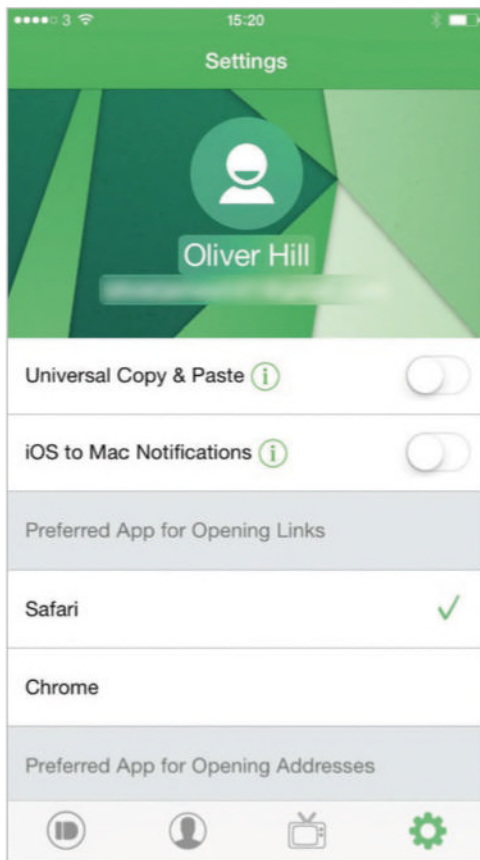 3 15:20
Settings
Oliver Hill
Universal Copy & Paste
iOS to Mac Notifications
Preferred App for Opening Links
Safari
Chrome
Preferred App for Opening Addresses